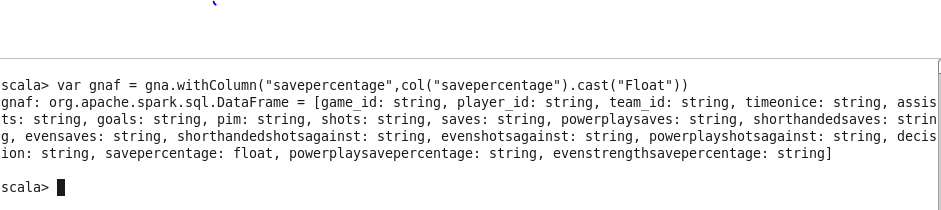 scala> var gnaf = gna.withColumn("savepercentage",col("savepercentage").cast("Float"))
gnaf: org.apache.spark.sql.DataFrame = [game_id: string, player_id: string, team_id: string, timeonice: string, assis
ts: string, goals: string, pim: string, shots: string, saves: string, powerplaysaves: string, shorthandedsaves: strin
g, evensaves: string, shorthandedshotsagainst: string, evenshotsagainst: string, powerplayshotsagainst: string, decis
ion: string, savepercentage: float, powerplaysavepercentage: string, evenstrengthsavepercentage: string]
scala>